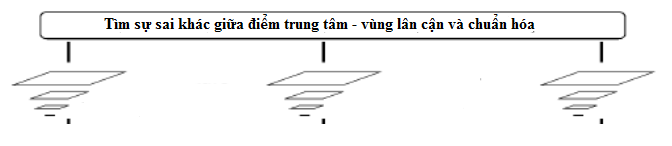 Tìm sự sai khác giữa điểm trung tâm - vùng lân cận và chuẩn hóa